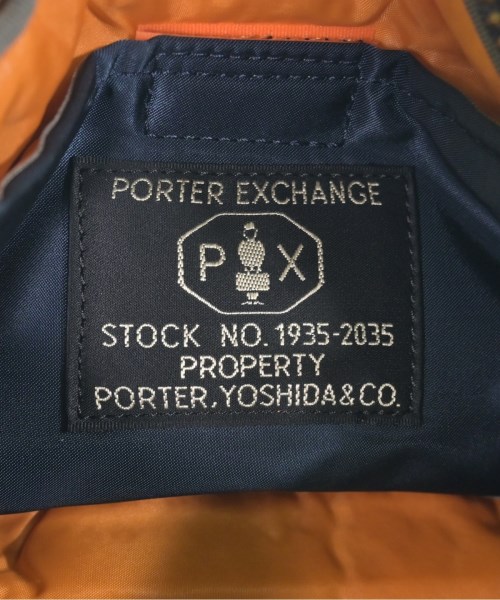 PORTER EXCHANGE
P X
STOCK NO. 1935-2035
PROPERTY
PORTER, YOSHIDA & CO.